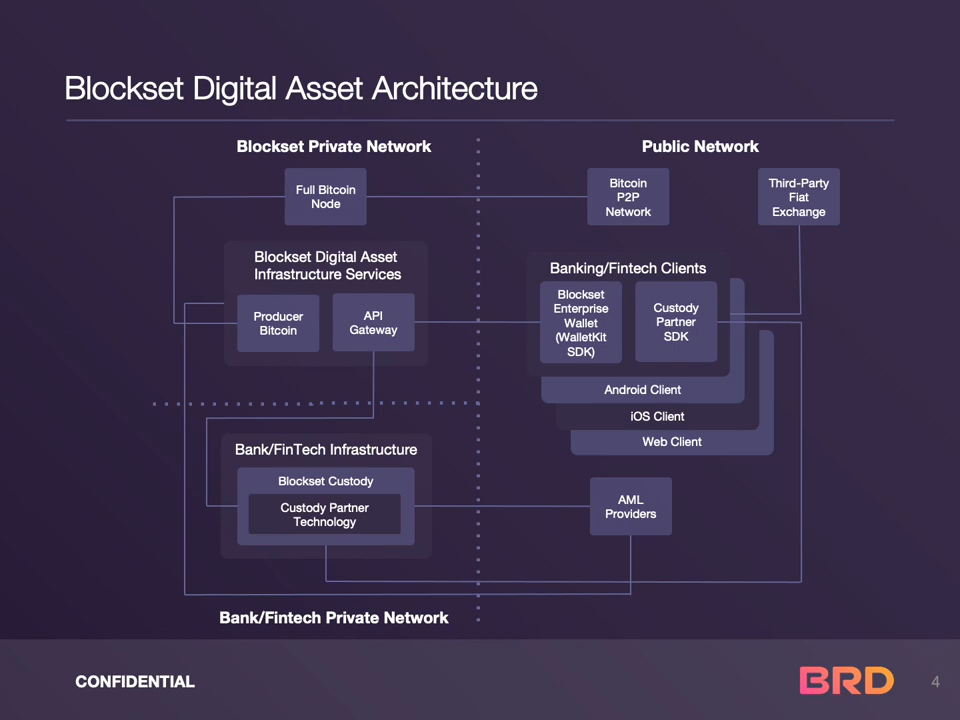 Blockset Digital Asset Architecture
Blockset Private Network
Public Network
Full Bitcoin
Node
Bitcoin
P2P
Network
Third-Party
Fiat
Exchange
Blockset Digital Asset
Infrastructure Services
Producer
Bitcoin
API
Gateway
Banking/Fintech Clients
Blockset
Enterprise
Wallet
(WalletKit
SDK)
Custody
Partner
SDK
Android Client
iOS Client
Web Client
Bank/FinTech Infrastructure
Blockset Custody
Custody Partner
Technology
AML
Providers
Bank/Fintech Private Network
CONFIDENTIAL
BRD
4